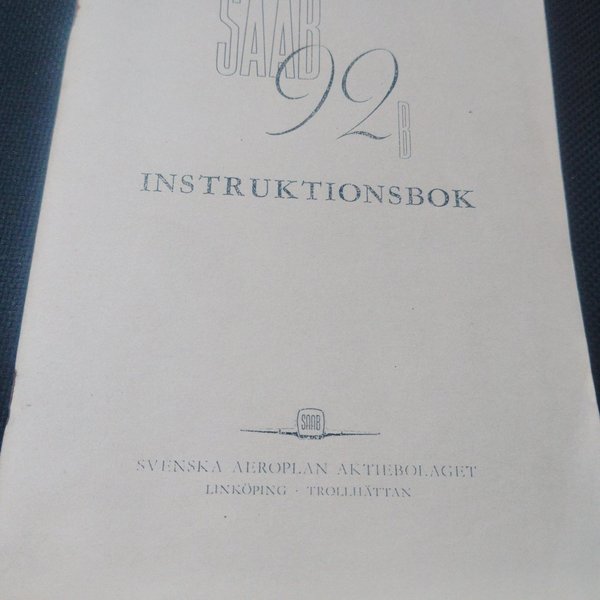 SAAB
92 B
INSTRUKTIONSBOK
SAAB
SVENSKA AEROPLAN AKTIEBOLAGET
LINKÖPING · TROLLHÄTTAN